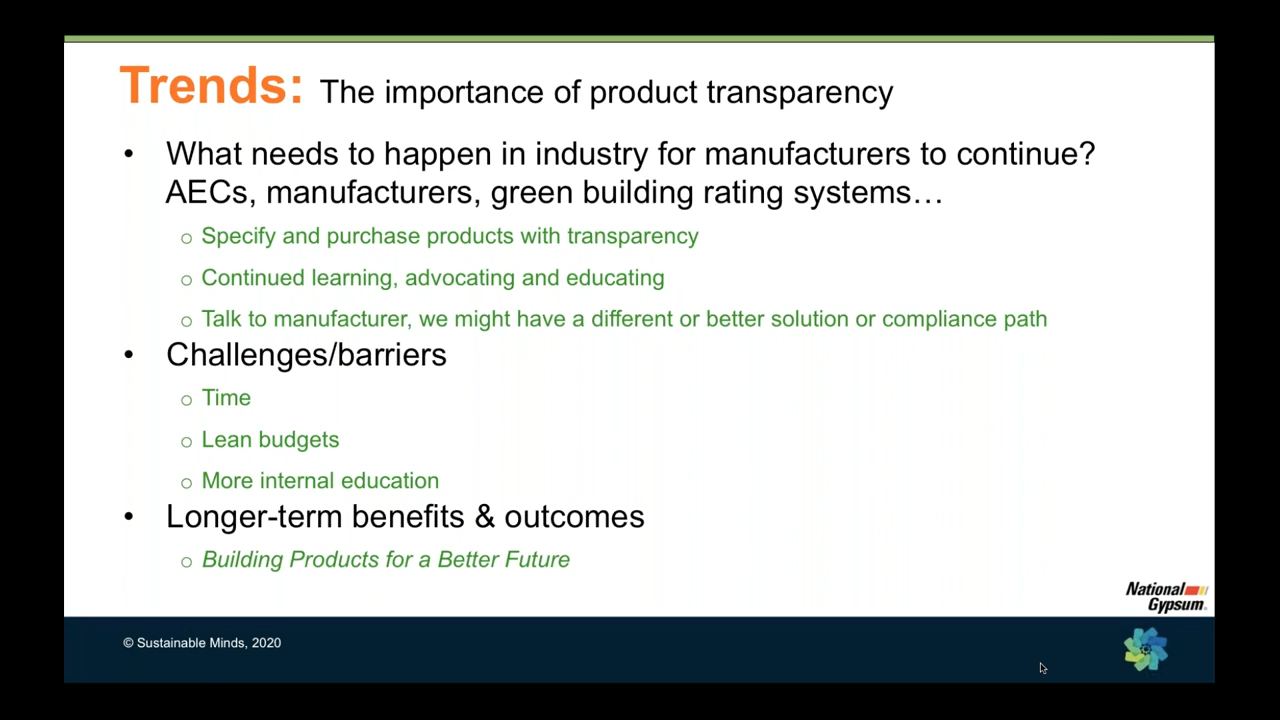 Trends: The importance of product transparency
• What needs to happen in industry for manufacturers to continue?
AECs, manufacturers, green building rating systems…
o Specify and purchase products with transparency
o Continued learning, advocating and educating
o Talk to manufacturer, we might have a different or better solution or compliance path
• Challenges/barriers
o Time
o Lean budgets
o More internal education
• Longer-term benefits & outcomes
o Building Products for a Better Future
National
Gypsum®
© Sustainable Minds, 2020